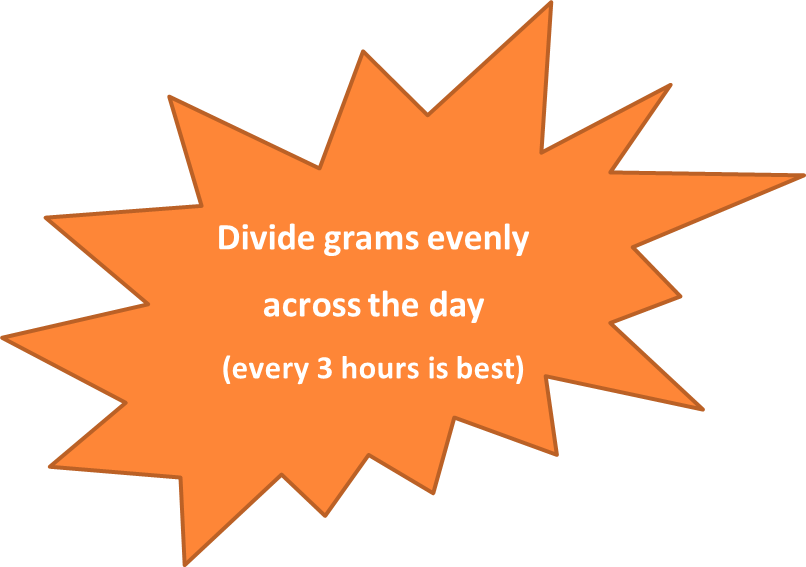 Divide grams evenly
across the day
(every 3 hours is best)